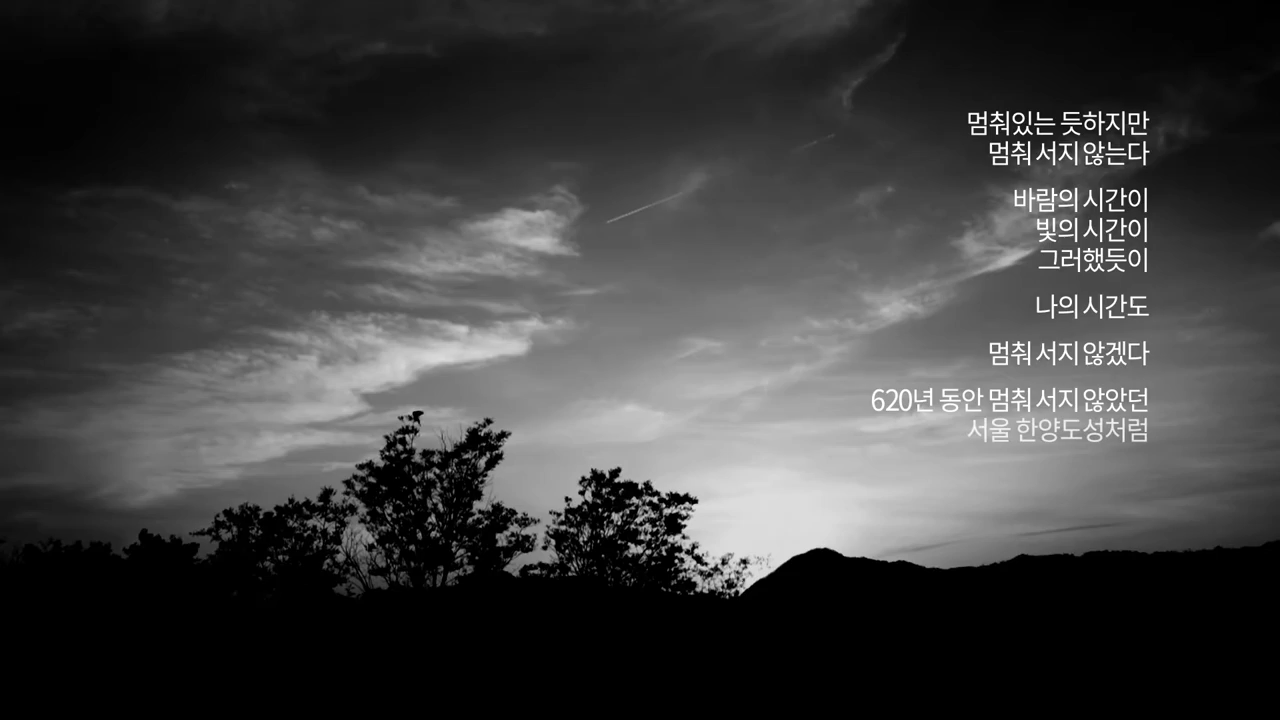 멈춰있는 듯하지만
멈춰 서지 않는다
바람의 시간이
빛의 시간이
그러했듯이
나의 시간도
멈춰 서지 않겠다
620년 동안 멈춰 서지 않았던
서울 한양도성처럼